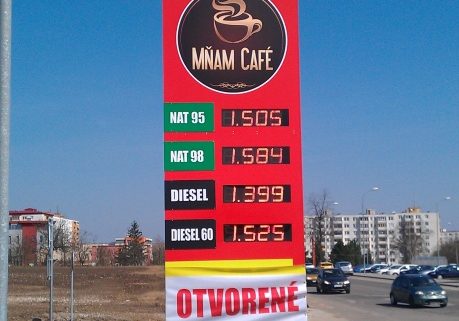 MŇAM CAFÉ
NAT 95 1.505
NAT 98 1.584
DIESEL 1.399
DIESEL 60 1.525
OTVORENÉ